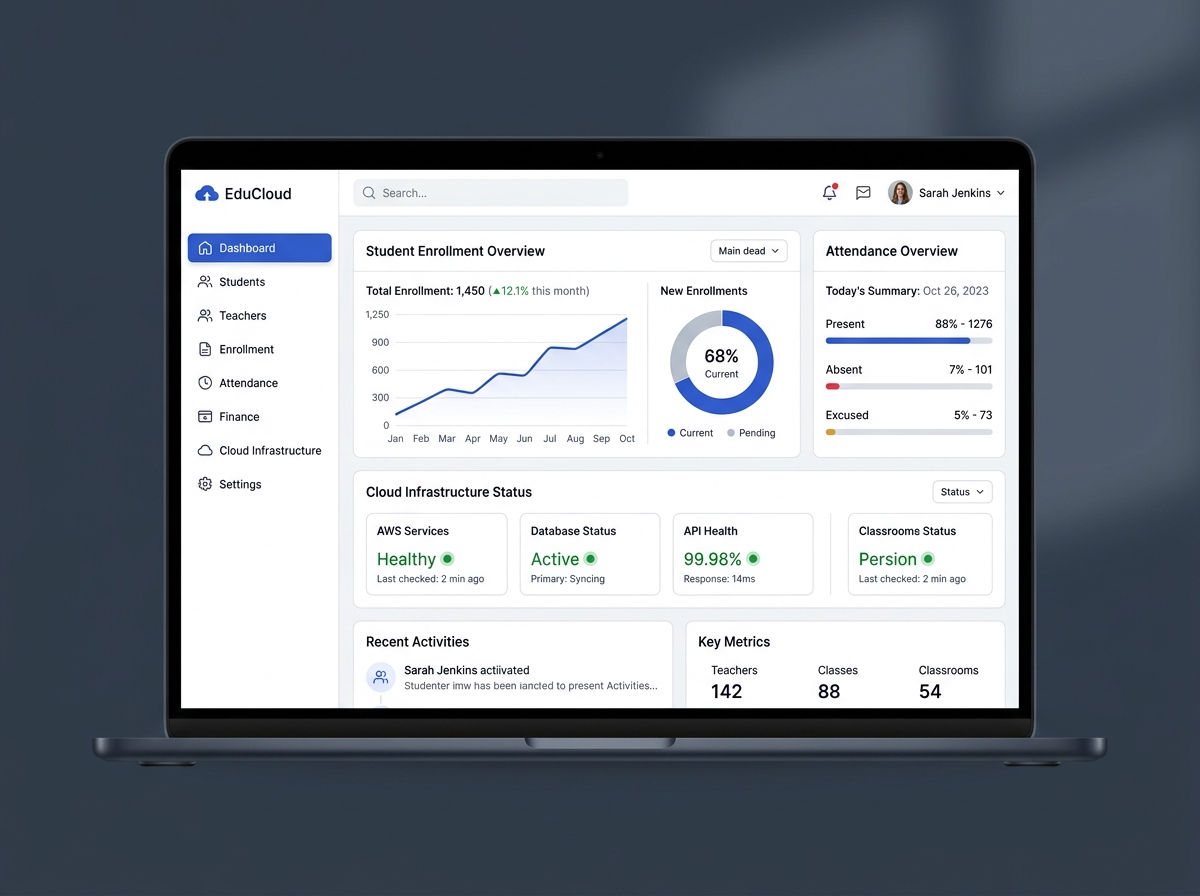 EduCloud
Search...
Sarah Jenkins
Dashboard
Students
Teachers
Enrollment
Attendance
Finance
Cloud Infrastructure
Settings
Student Enrollment Overview
Main dead
Total Enrollment: 1,450 (▲12.1% this month)
1,250
900
600
300
0
Jan Feb Mar Apr May Jun Jul Aug Sep Oct
New Enrollments
68%
Current
Current Pending
Attendance Overview
Today's Summary: Oct 26, 2023
Present 88% - 1276
Absent 7% - 101
Excused 5% - 73
Cloud Infrastructure Status
Status
AWS Services
Healthy
Last checked: 2 min ago
Database Status
Active
Primary: Syncing
API Health
99.98%
Response: 14ms
Classrooms Status
Persion
Last checked: 2 min ago
Recent Activities
Sarah Jenkins actiivated
Studenter imw has been iancted to present Activities...
Key Metrics
Teachers
142
Classes
88
Classrooms
54